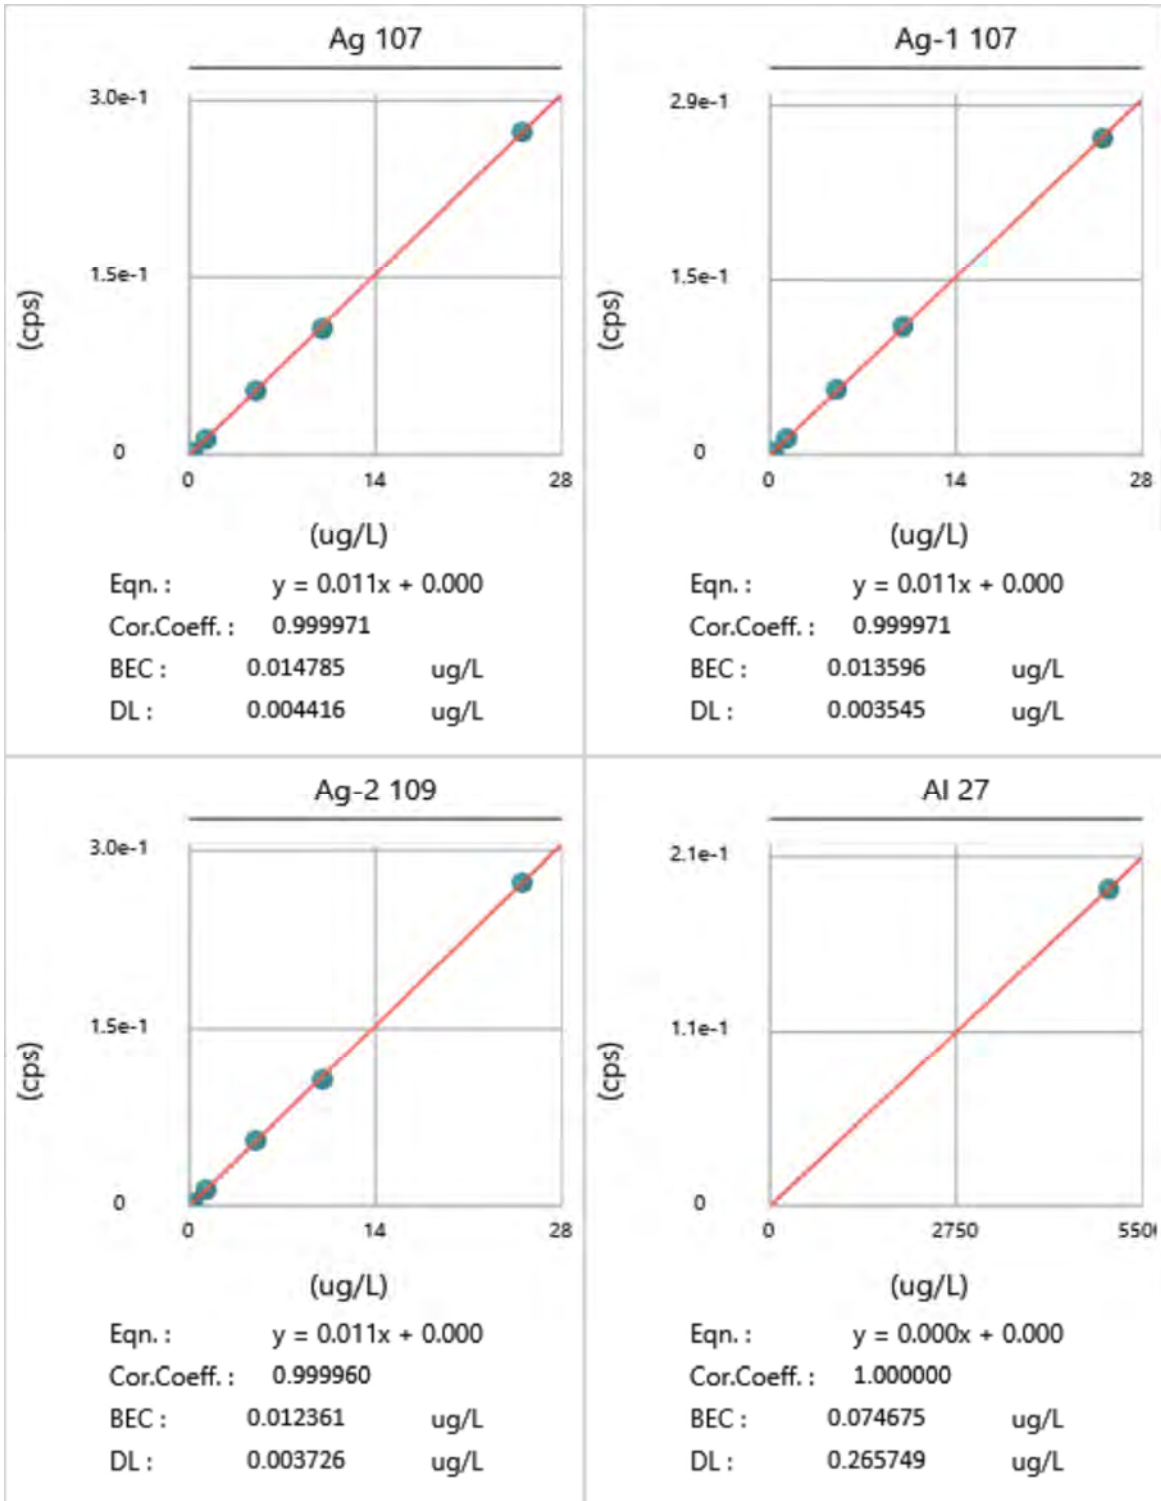 Ag 107
3.0e-1
1.5e-1
0
(cps)
0 14 28
(ug/L)
Eqn. : y = 0.011x + 0.000
Cor.Coeff. : 0.999971
BEC : 0.014785 ug/L
DL : 0.004416 ug/L
Ag-1 107
2.9e-1
1.5e-1
0
(cps)
0 14 28
(ug/L)
Eqn. : y = 0.011x + 0.000
Cor.Coeff. : 0.999971
BEC : 0.013596 ug/L
DL : 0.003545 ug/L
Ag-2 109
3.0e-1
1.5e-1
0
(cps)
0 14 28
(ug/L)
Eqn. : y = 0.011x + 0.000
Cor.Coeff. : 0.999960
BEC : 0.012361 ug/L
DL : 0.003726 ug/L
Al 27
2.1e-1
1.1e-1
0
(cps)
0 2750
(ug/L)
Eqn. : y = 0.000x + 0.000
Cor.Coeff. : 1.000000
BEC : 0.074675 ug/L
DL : 0.265749 ug/L